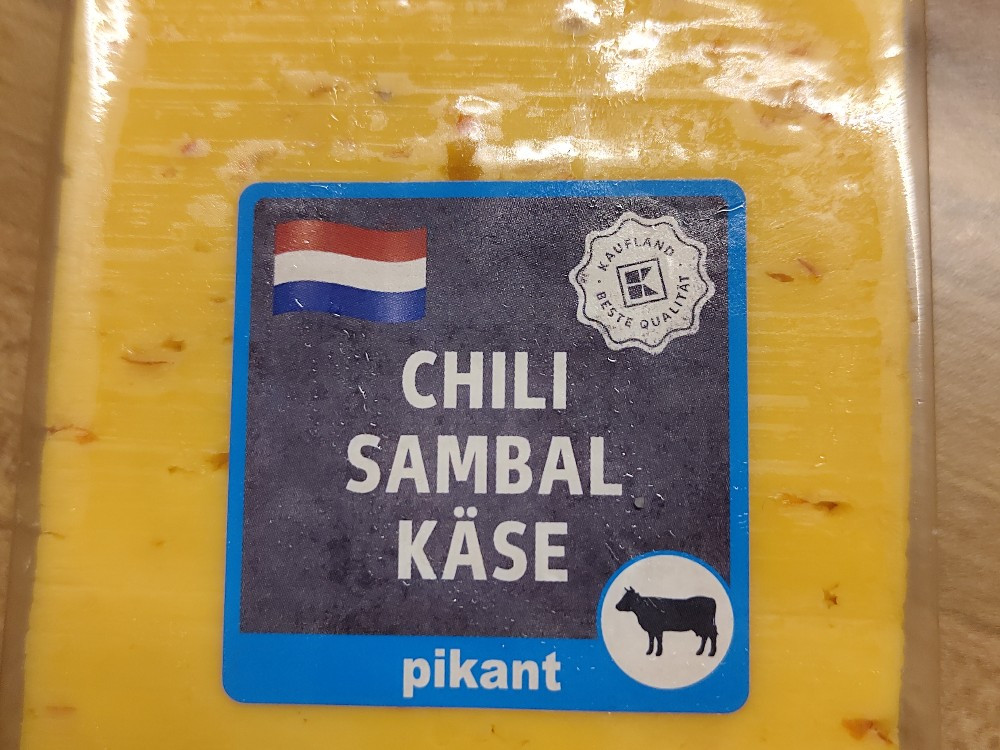 KAUFLAND
K
BESTE QUALITÄT
CHILI
SAMBAL
KÄSE
pikant